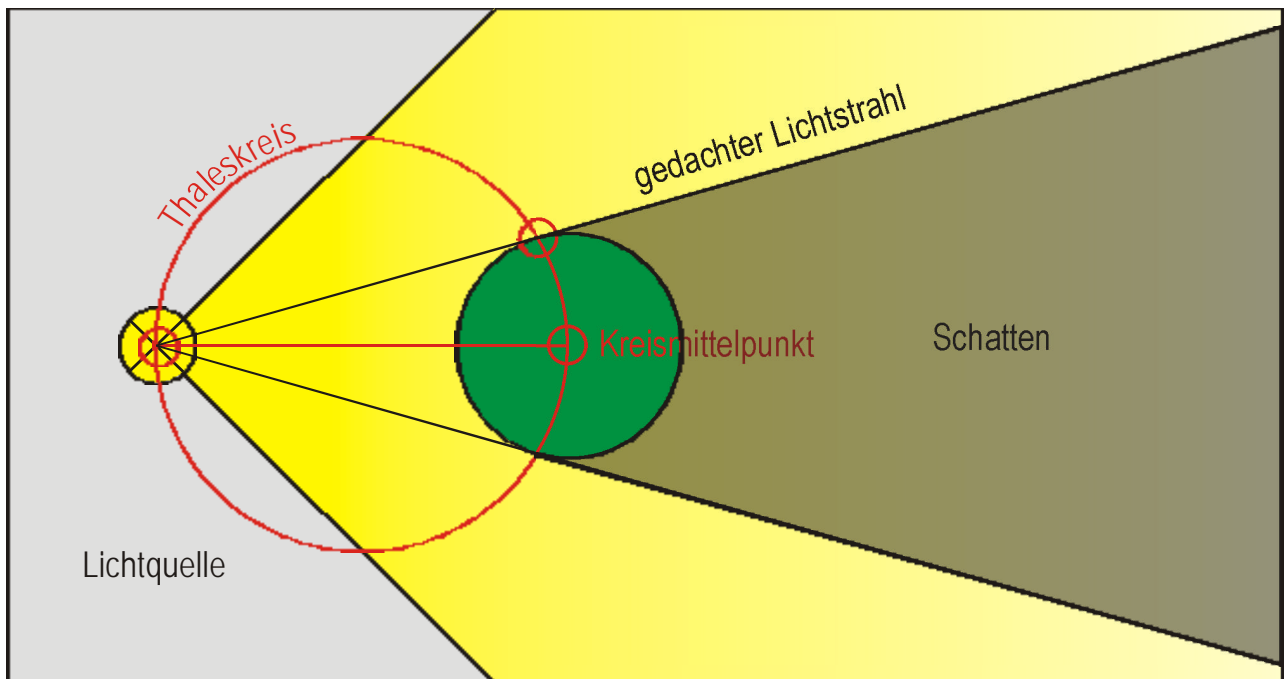 gedachter Lichtstrahl
Thaleskreis
Kreismittelpunkt
Schatten
Lichtquelle